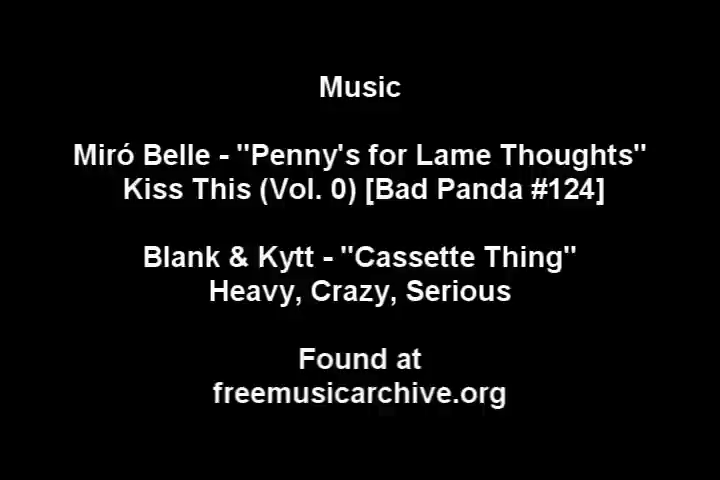 Music
Miró Belle - "Penny's for Lame Thoughts"
Kiss This (Vol. 0) [Bad Panda #124]
Blank & Kytt - "Cassette Thing"
Heavy, Crazy, Serious
Found at
freemusicarchive.org